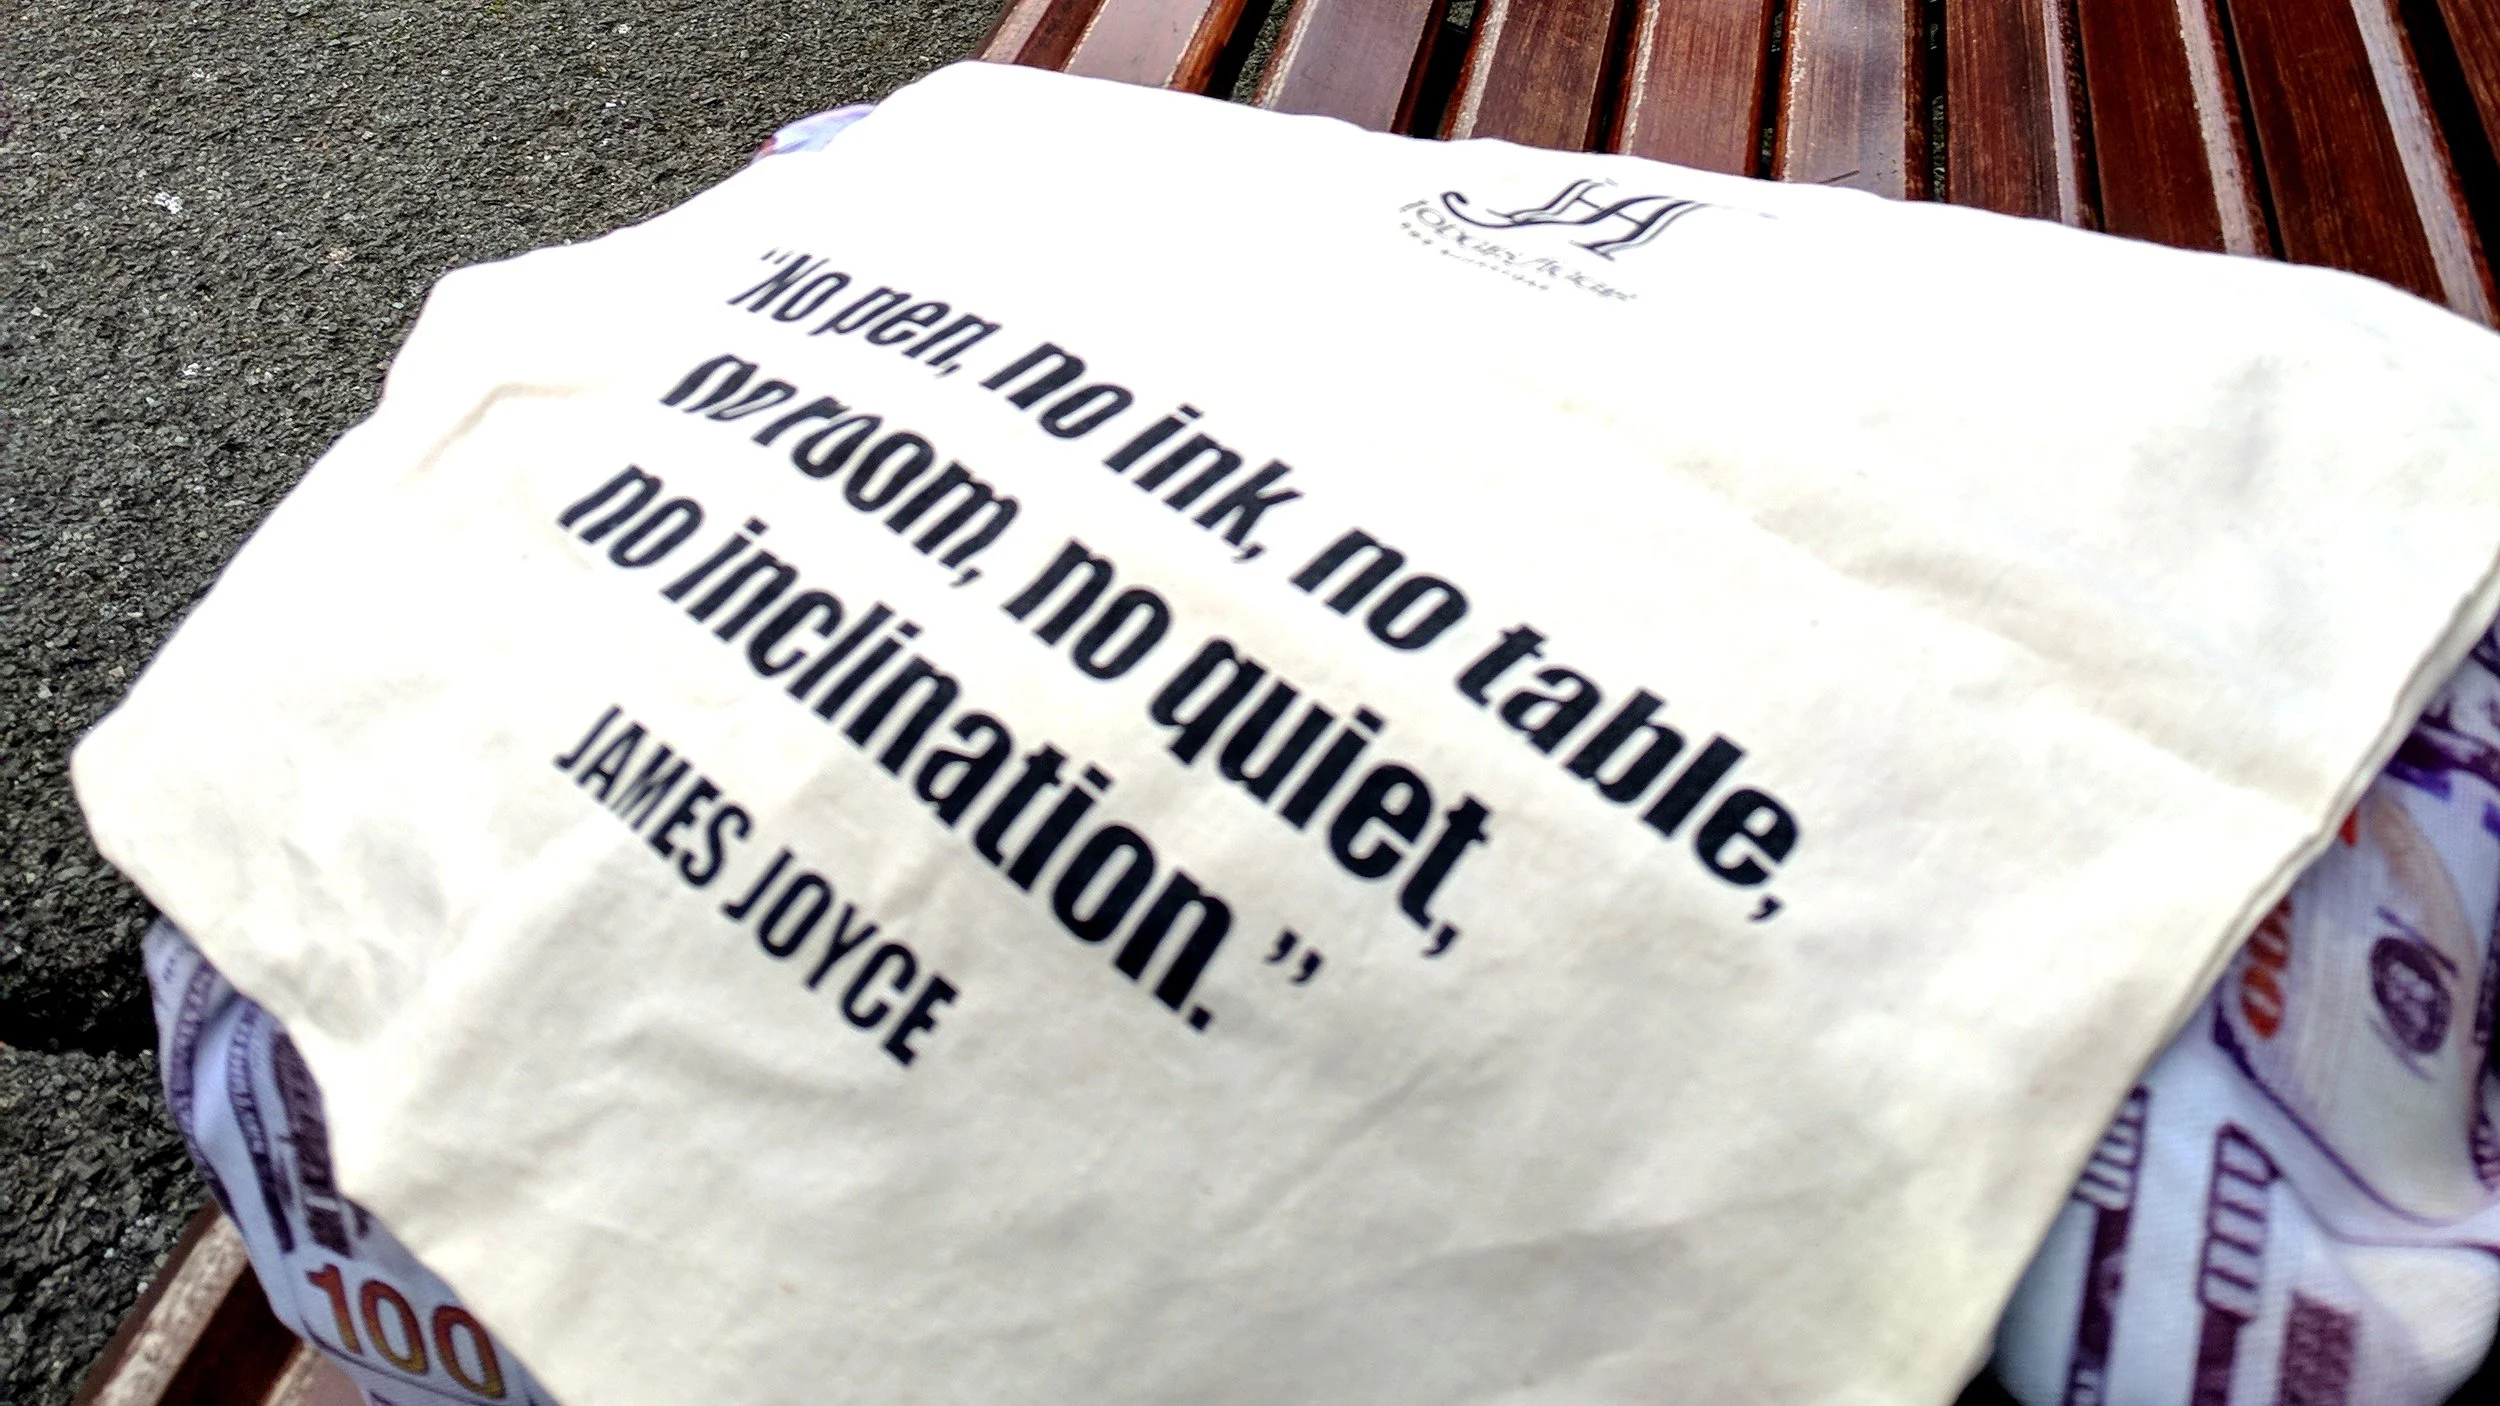 “No pen, no ink, no table,
no room, no quiet,
no inclination.”
JAMES JOYCE
100